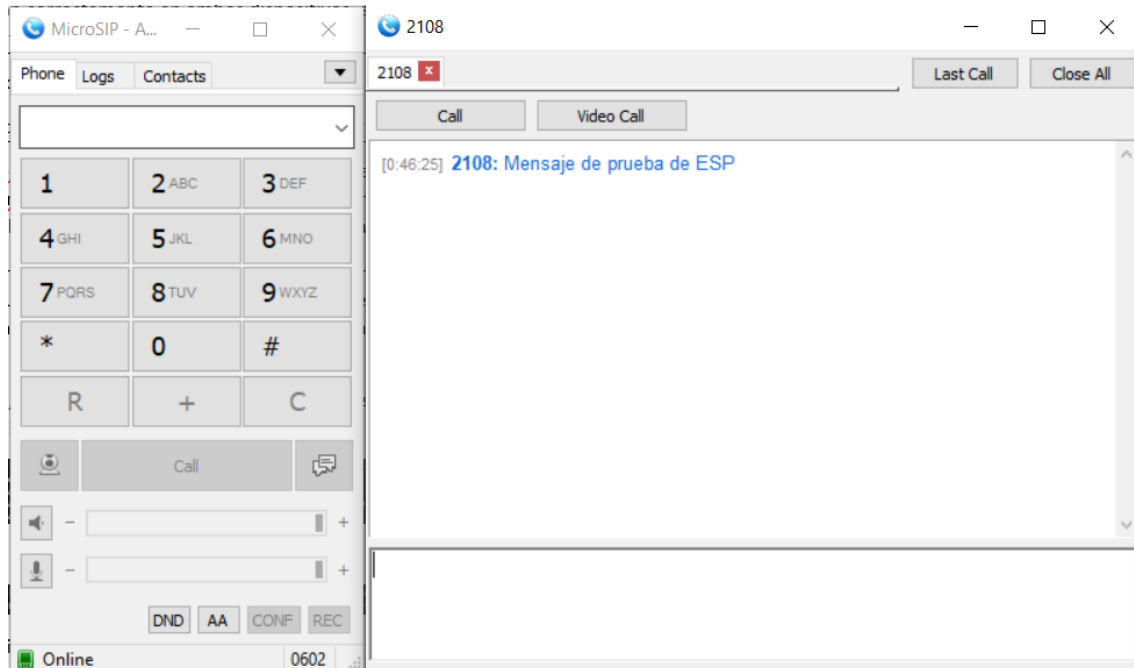 MicroSIP - A...
Phone Logs Contacts
1 2 ABC 3 DEF
4 GHI 5 JKL 6 MNO
7 PQRS 8 TUV 9 WXYZ
* 0 #
R + C
Call
- +
- +
DND AA CONF REC
Online 0602
2108
2108 x Last Call Close All
Call Video Call
[0:46:25] 2108: Mensaje de prueba de ESP